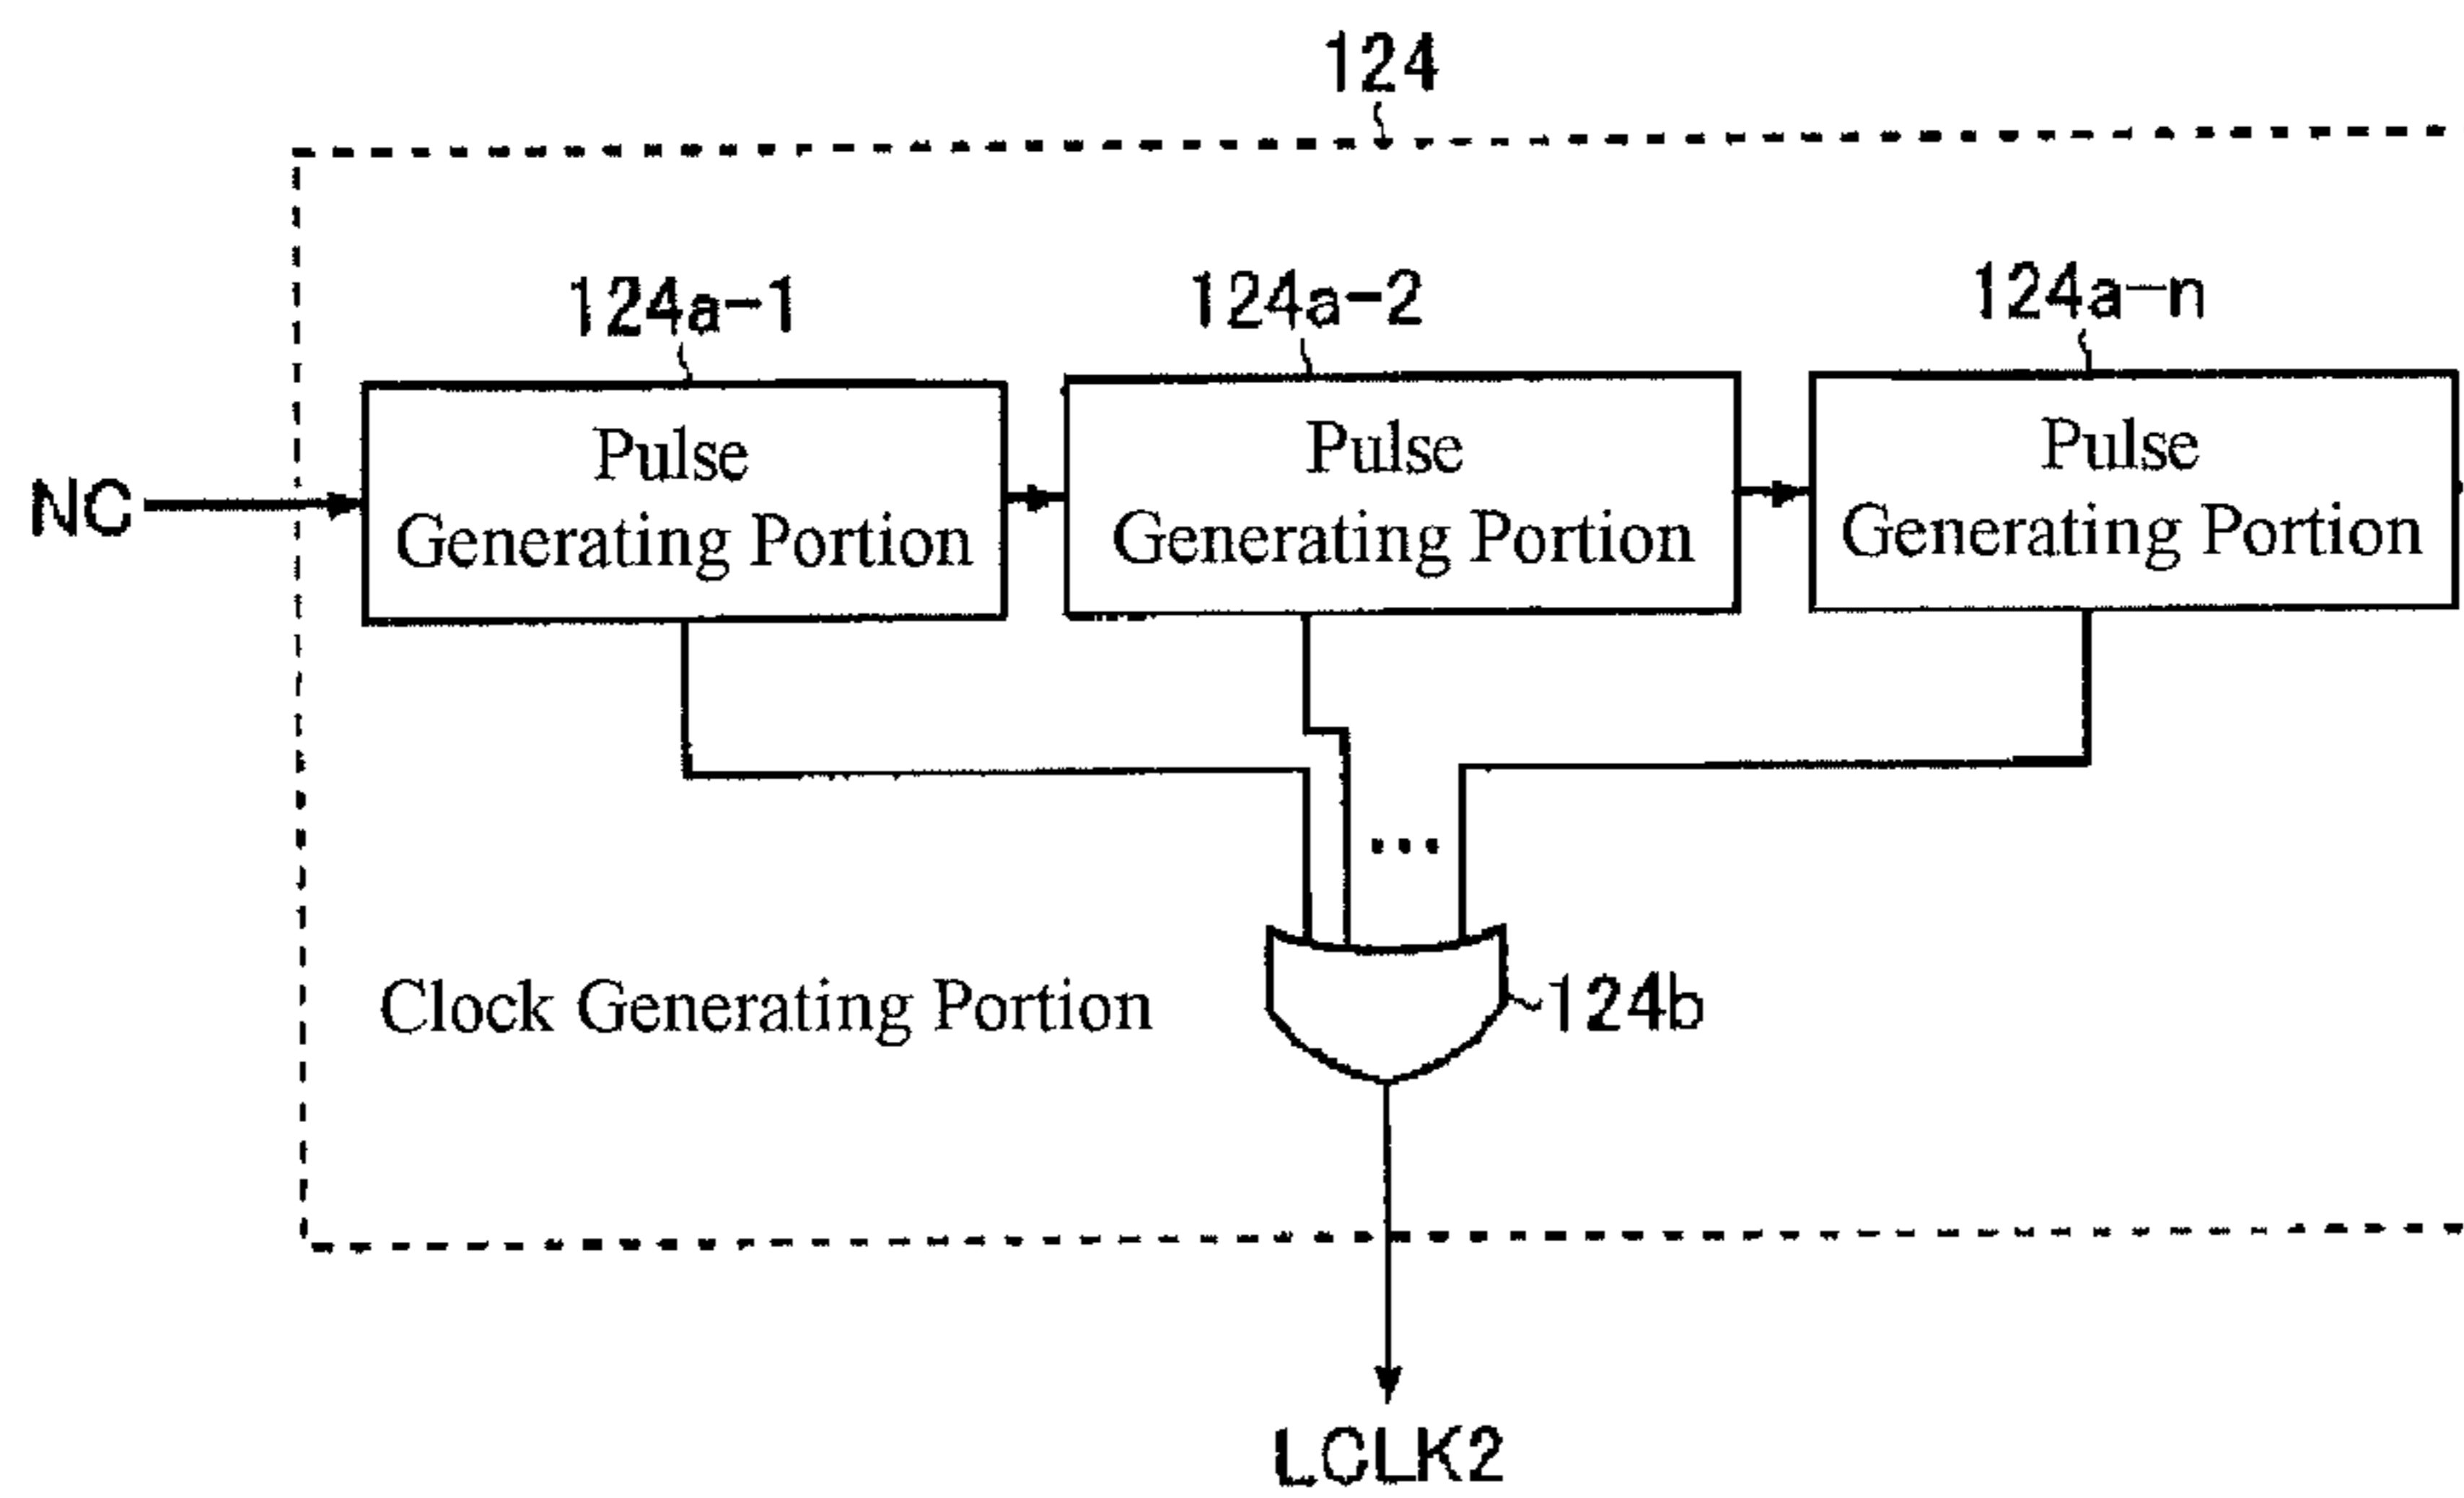 124
124a-1
124a-2
124a-n
NC
Pulse
Generating Portion
Pulse
Generating Portion
Pulse
Generating Portion
...
Clock Generating Portion
124b
LCLK2